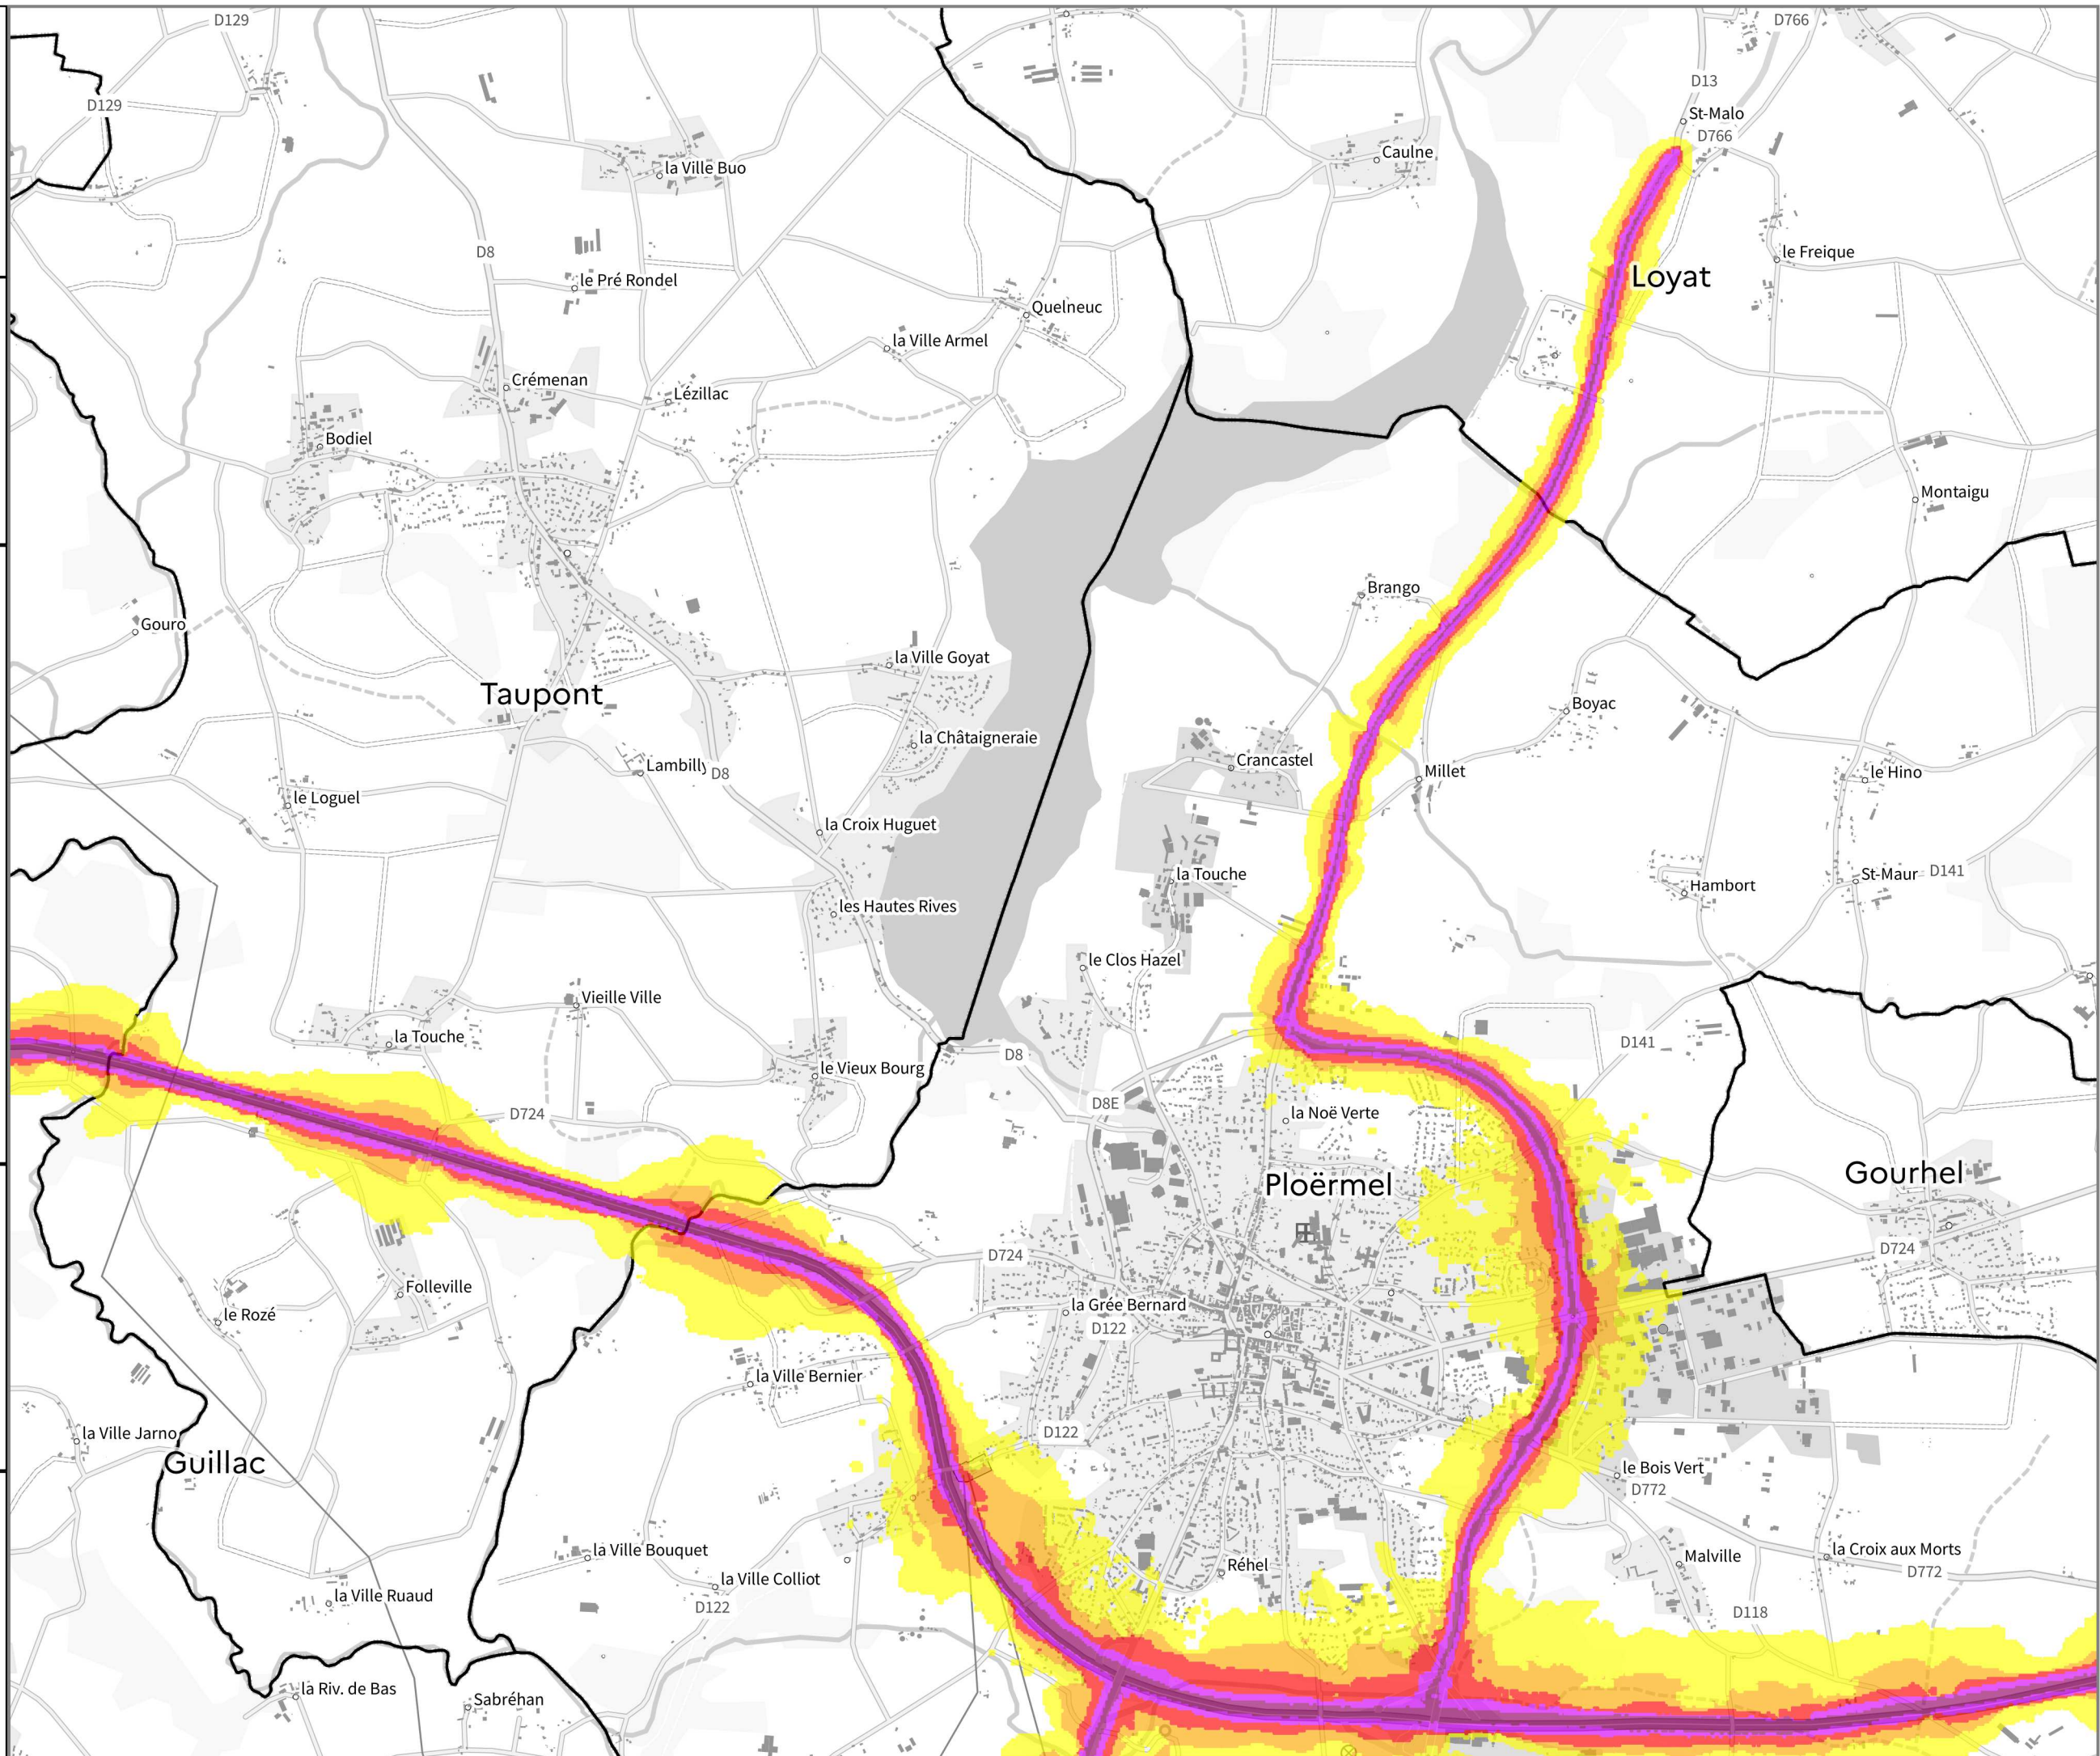 D129
D766
D13
D129
St-Malo
D766
Caulne
la Ville Buo
D8
le Freique
Loyat
le Pré Rondel
Quelneuc
la Ville Armel
Crémenan
Lézillac
Bodiel
Montaigu
Brango
Gouro
la Ville Goyat
Taupont
Boyac
la Châtaigneraie
Crancastel
Lambilly
D8
Millet
le Hino
le Loguel
la Croix Huguet
la Touche
St-Maur
D141
Hambort
les Hautes Rives
le Clos Hazel
Vieille Ville
la Touche
D141
D8
le Vieux Bourg
D8E
D724
la Noë Verte
Gourhel
Ploërmel
D724
D724
Folleville
la Grée Bernard
le Rozé
D122
la Ville Bernier
la Ville Jarno
D122
Guillac
le Bois Vert
D772
la Ville Bouquet
la Croix aux Morts
Malville
Réhel
D772
la Ville Colliot
la Ville Ruaud
D122
D118
la Riv. de Bas
Sabréhan